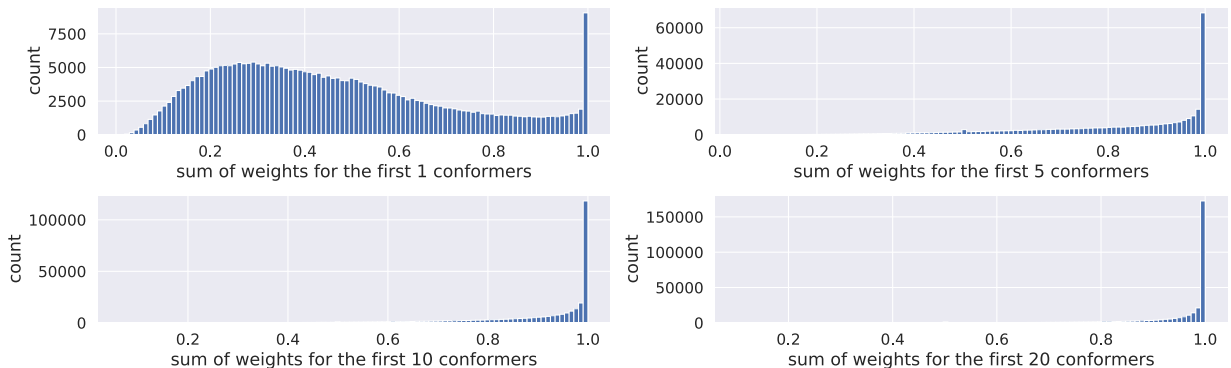 7500
5000
2500
0
count
0.0 0.2 0.4 0.6 0.8 1.0
sum of weights for the first 1 conformers
60000
40000
20000
0
count
0.0 0.2 0.4 0.6 0.8 1.0
sum of weights for the first 5 conformers
100000
50000
0
count
0.2 0.4 0.6 0.8 1.0
sum of weights for the first 10 conformers
150000
100000
50000
0
count
0.2 0.4 0.6 0.8 1.0
sum of weights for the first 20 conformers